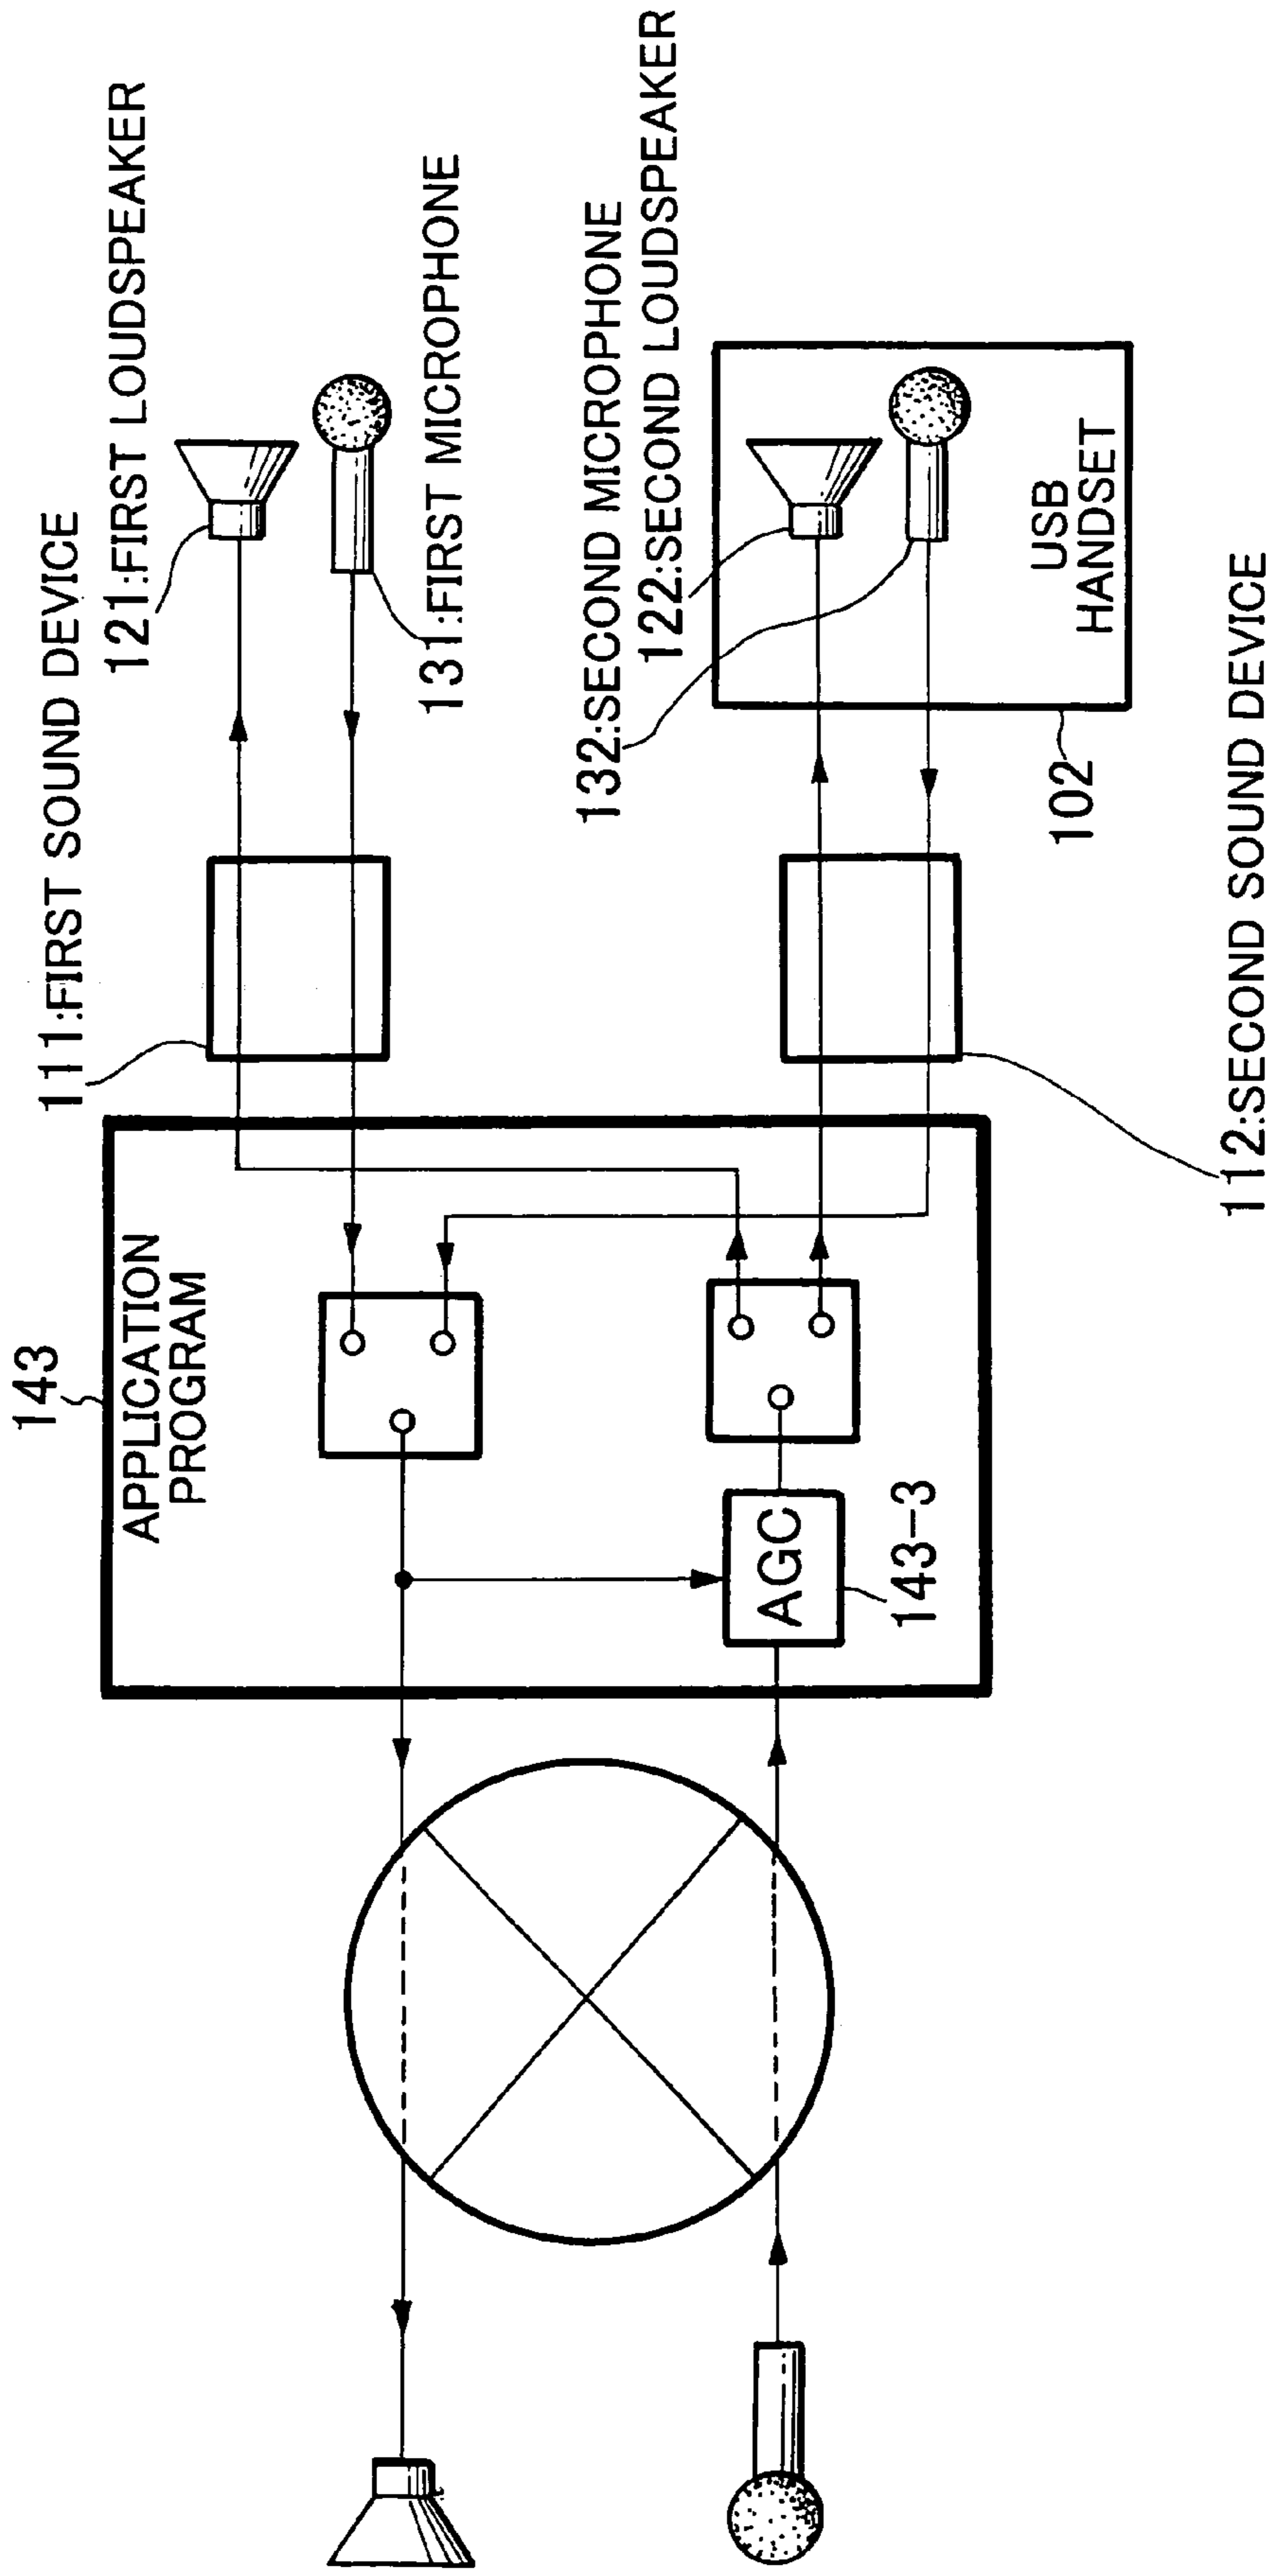 111:FIRST SOUND DEVICE
121:FIRST LOUDSPEAKER
131:FIRST MICROPHONE
143
APPLICATION
PROGRAM
AGC
143-3
132:SECOND MICROPHONE
122:SECOND LOUDSPEAKER
USB
HANDSET
102
112:SECOND SOUND DEVICE